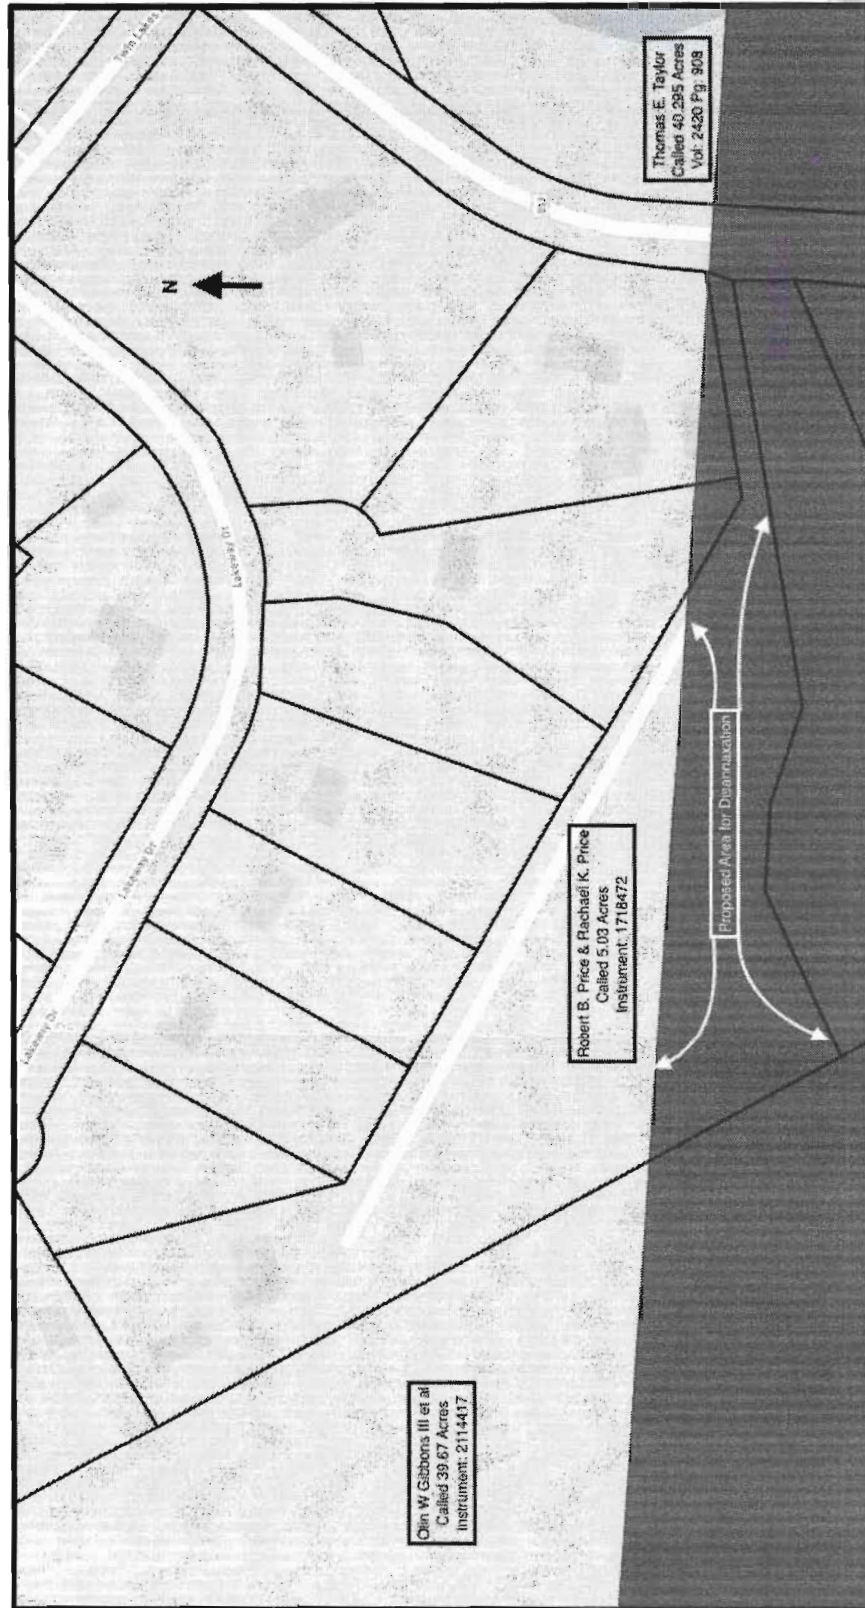 Twin Lakes
N
Lakeway Dr
Lakeway Dr
Lakeway Dr
Thomas E. Taylor
Called 40.295 Acres
Vol: 2420 Pg: 908
Robert B. Price & Rachael K. Price
Called 5.03 Acres
Instrument: 1718472
Proposed Area for Disannaxation
Olin W Gibbons III et al
Called 39.67 Acres
Instrument: 2114417